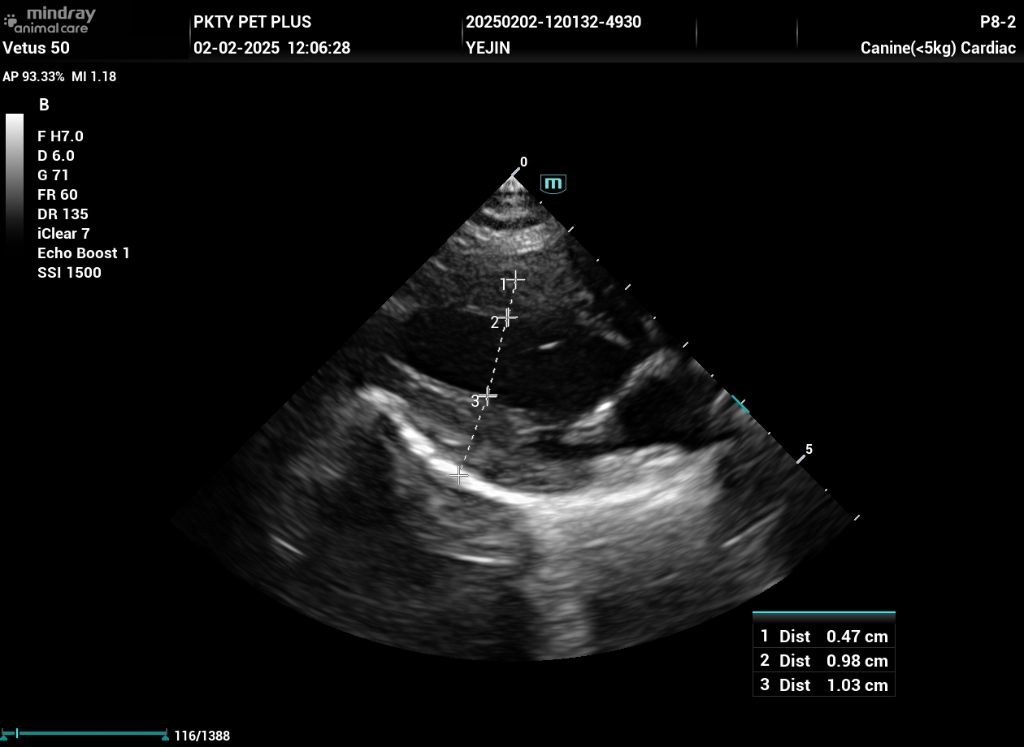 mindray
animalcare
Vetus 50
PKTY PET PLUS
02-02-2025 12:06:28
20250202-120132-4930
YEJIN
P8-2
Canine(<5kg) Cardiac
AP 93.33% MI 1.18
B
F H7.0
D 6.0
G 71
FR 60
DR 135
iClear 7
Echo Boost 1
SSI 1500
0
m
1
2
3
5
1 Dist 0.47 cm
2 Dist 0.98 cm
3 Dist 1.03 cm
116/1388